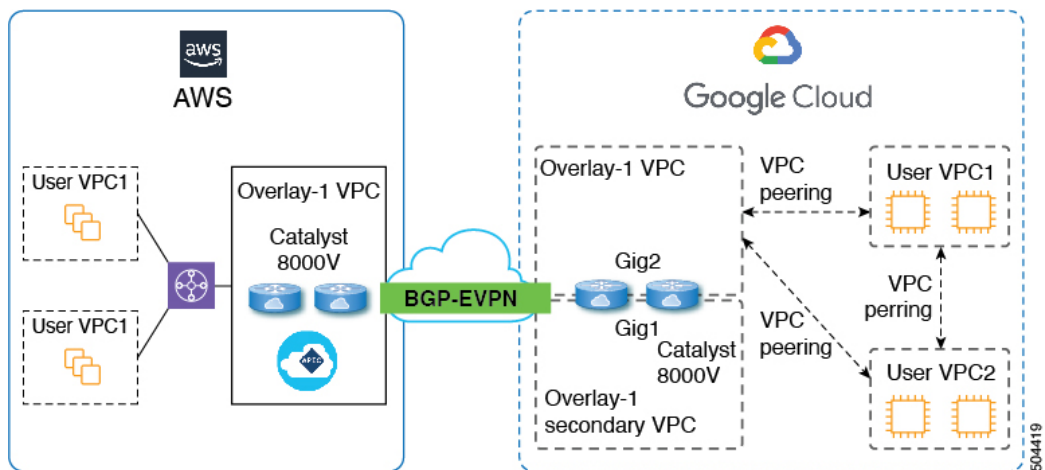 aws
AWS
User VPC1
User VPC1
Overlay-1 VPC
Catalyst
8000V
APIC
BGP-EVPN
Google Cloud
Overlay-1 VPC
Gig2
Gig1
Catalyst
8000V
Overlay-1
secondary VPC
VPC
peering
VPC
peering
User VPC1
VPC
perring
User VPC2
504419